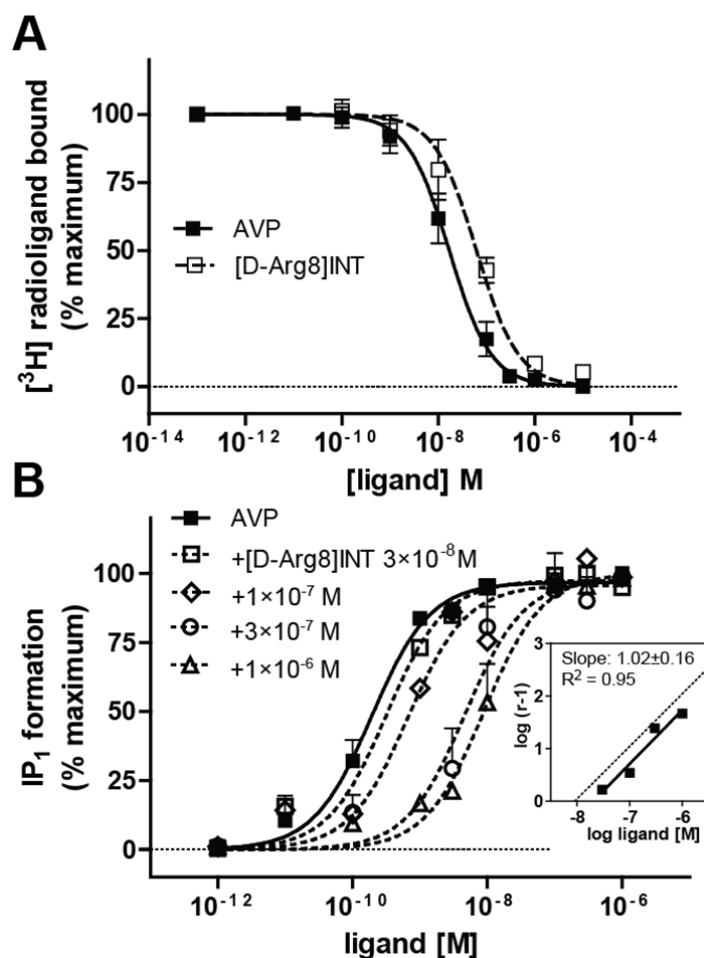 A
[³H] radioligand bound
(% maximum)
100
75
50
25
0
AVP
[D-Arg8]INT
10⁻¹⁴
10⁻¹²
10⁻¹⁰
10⁻⁸
10⁻⁶
10⁻⁴
[ligand] M
B
IP₁ formation
(% maximum)
100
75
50
25
0
AVP
+[D-Arg8]INT 3×10⁻⁸M
+1×10⁻⁷ M
+3×10⁻⁷ M
+1×10⁻⁶ M
10⁻¹²
10⁻¹⁰
10⁻⁸
10⁻⁶
ligand [M]
log (r-1)
3
2
1
0
Slope: 1.02±0.16
R² = 0.95
-8
-7
-6
log ligand [M]